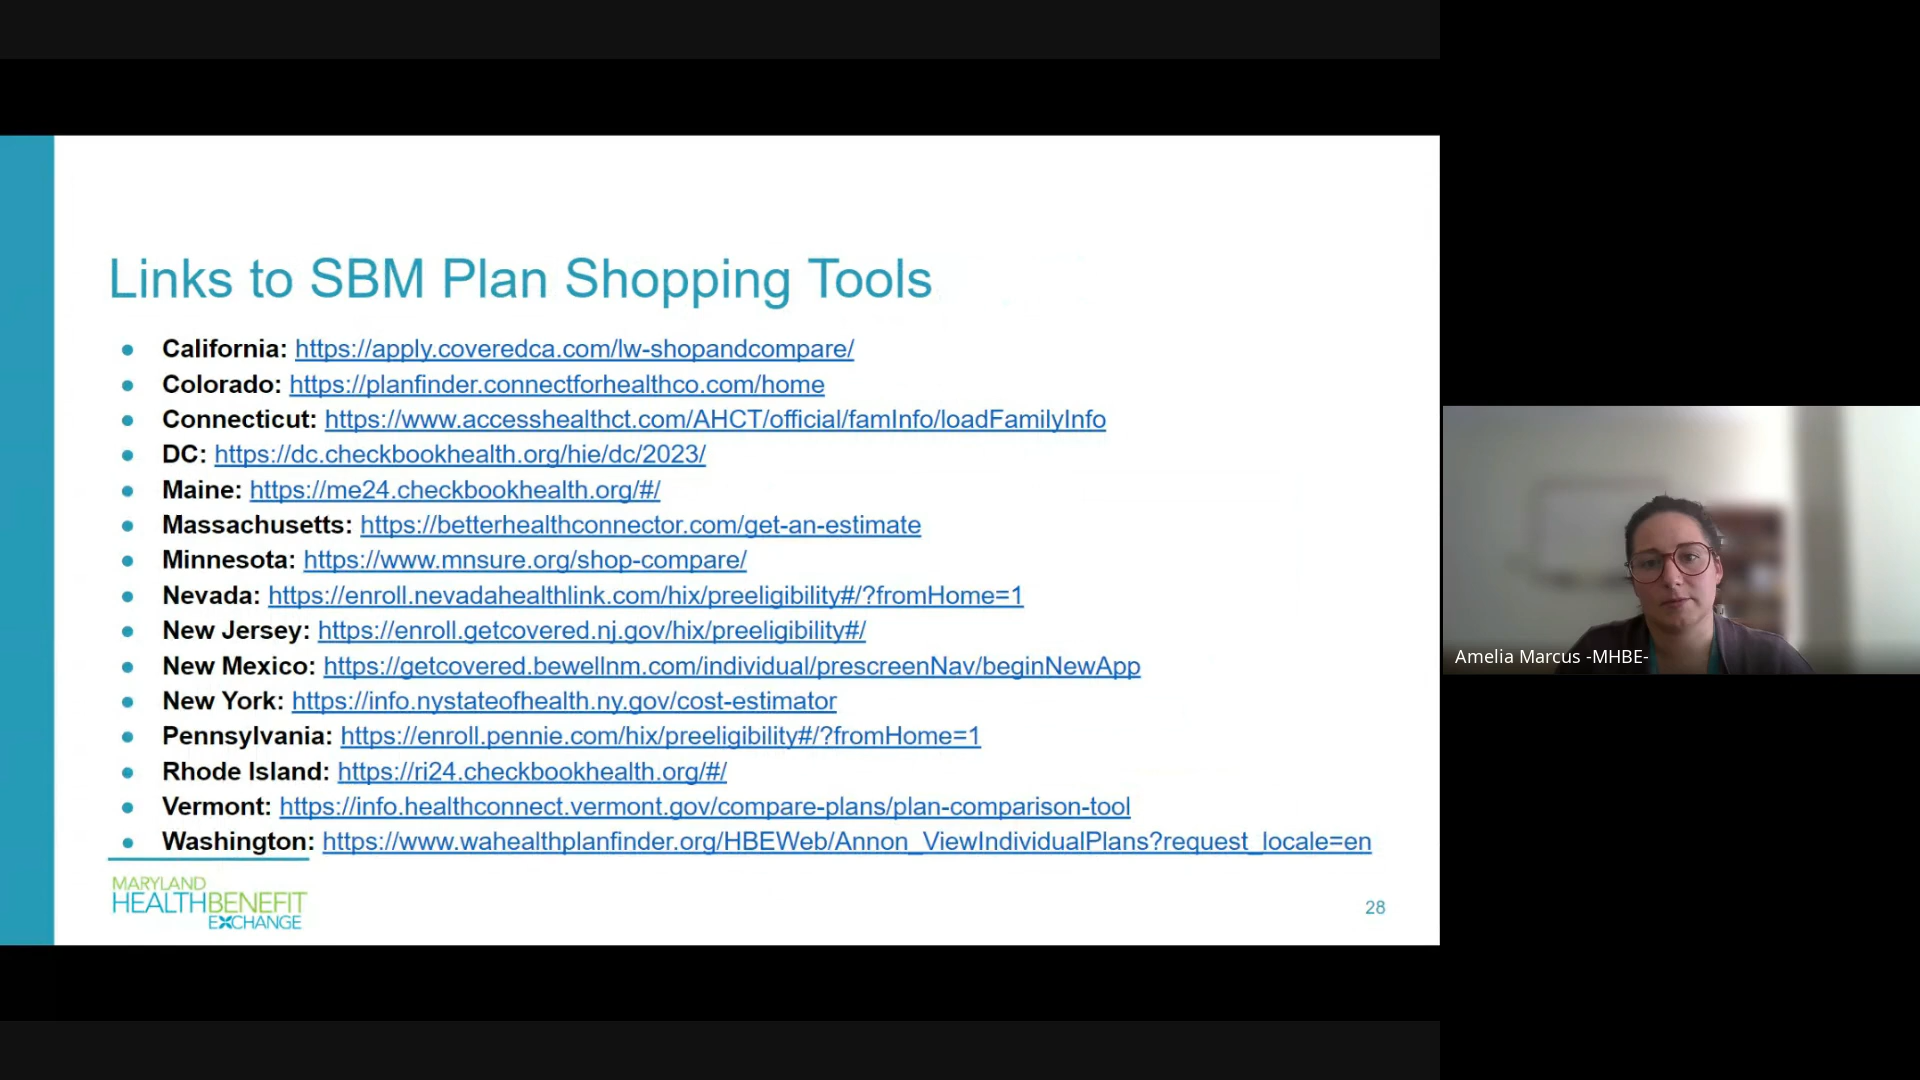 Links to SBM Plan Shopping Tools
California: https://apply.coveredca.com/lw-shopandcompare/
Colorado: https://planfinder.connectforhealthco.com/home
Connecticut: https://www.accesshealthct.com/AHCT/official/famInfo/loadFamilyInfo
DC: https://dc.checkbookhealth.org/hie/dc/2023/
Maine: https://me24.checkbookhealth.org/#/
Massachusetts: https://betterhealthconnector.com/get-an-estimate
Minnesota: https://www.mnsure.org/shop-compare/
Nevada: https://enroll.nevadahealthlink.com/hix/preeligibility#/?fromHome=1
New Jersey: https://enroll.getcovered.nj.gov/hix/preeligibility#/
New Mexico: https://getcovered.bewellnm.com/individual/prescreenNav/beginNewApp
New York: https://info.nystateofhealth.ny.gov/cost-estimator
Pennsylvania: https://enroll.pennie.com/hix/preeligibility#/?fromHome=1
Rhode Island: https://ri24.checkbookhealth.org/#/
Vermont: https://info.healthconnect.vermont.gov/compare-plans/plan-comparison-tool
Washington: https://www.wahealthplanfinder.org/HBEWeb/Annon_ViewIndividualPlans?request_locale=en
MARYLAND
HEALTHBENEFIT
EXCHANGE
28
Amelia Marcus -MHBE-